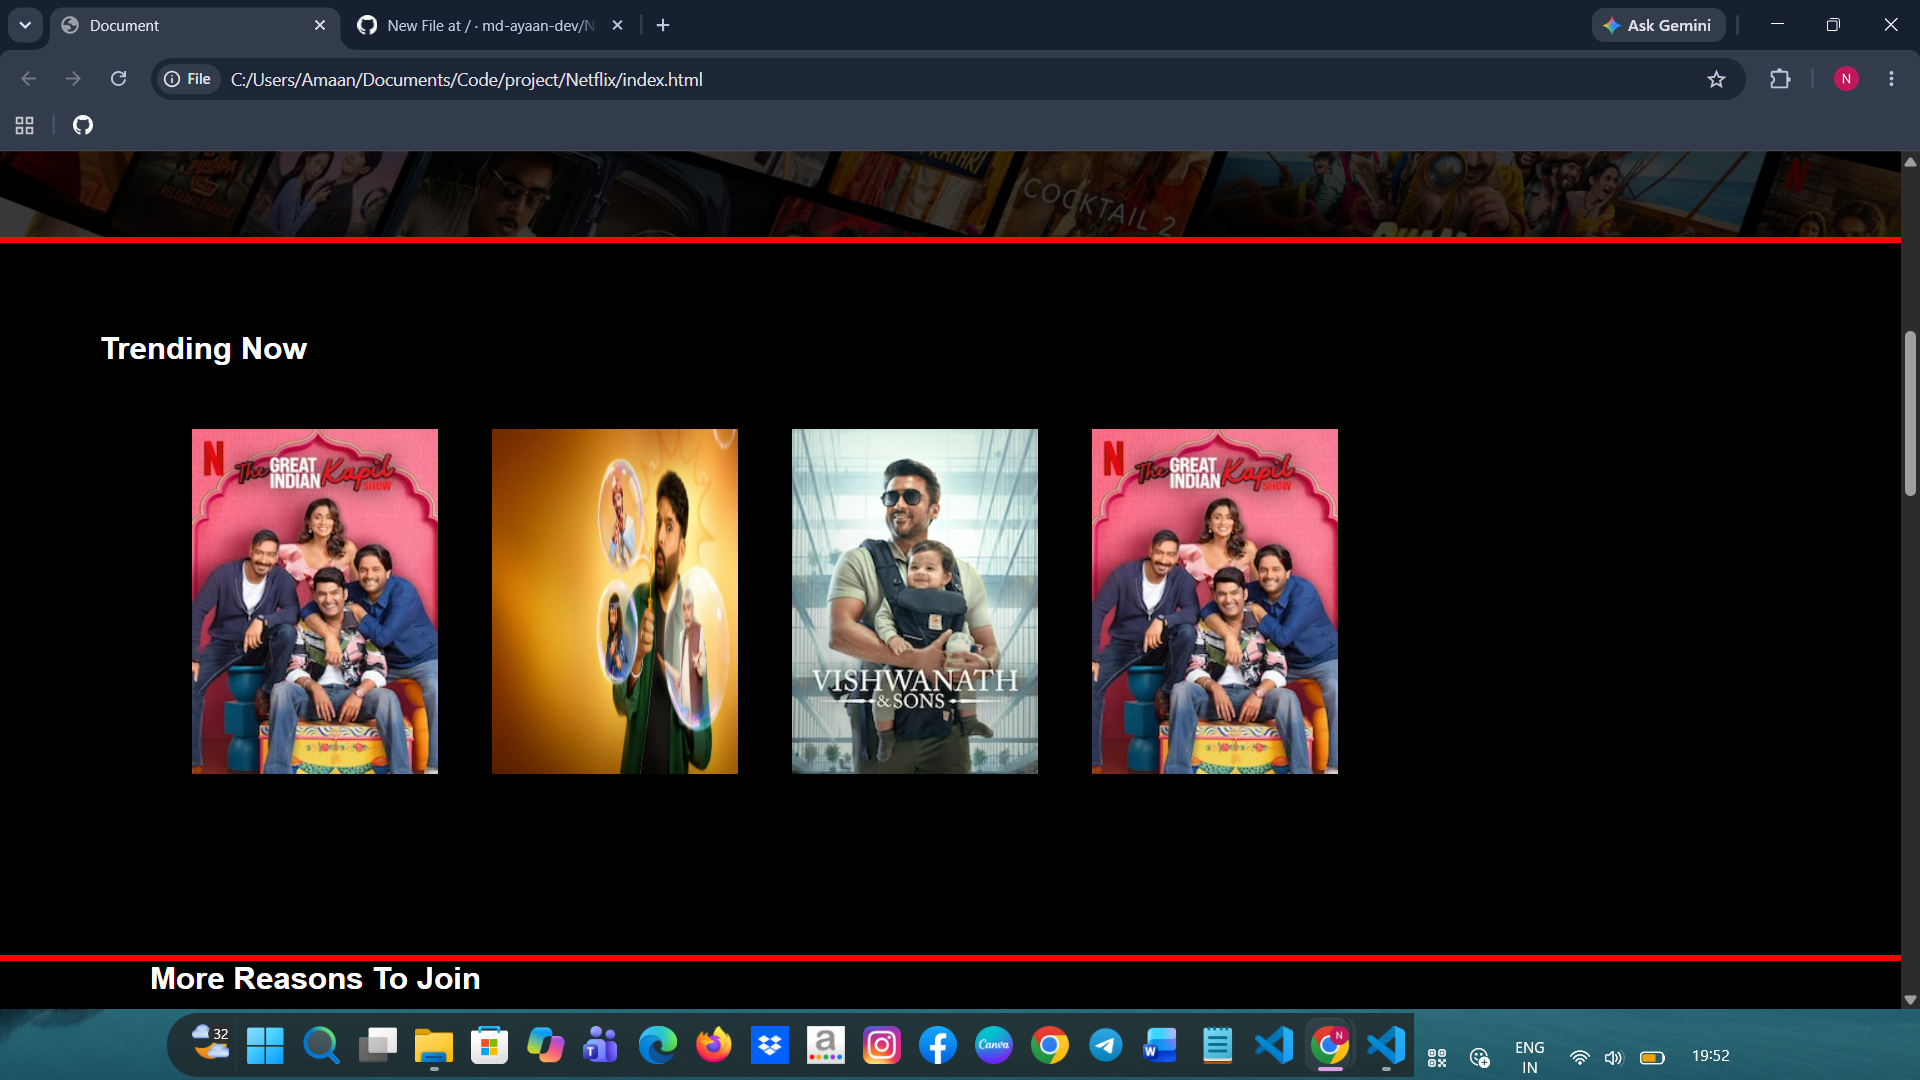 Document
New File at / · md-ayaan-dev/N
Ask Gemini
File
C:/Users/Amaan/Documents/Code/project/Netflix/index.html
N
COCKTAIL 2
N
Trending Now
N
The GREAT INDIAN Kapil SHOW
VISHWANATH
&SONS
N
The GREAT INDIAN Kapil SHOW
More Reasons To Join
32
T
a
Canva
W
N
ENG
IN
19:52